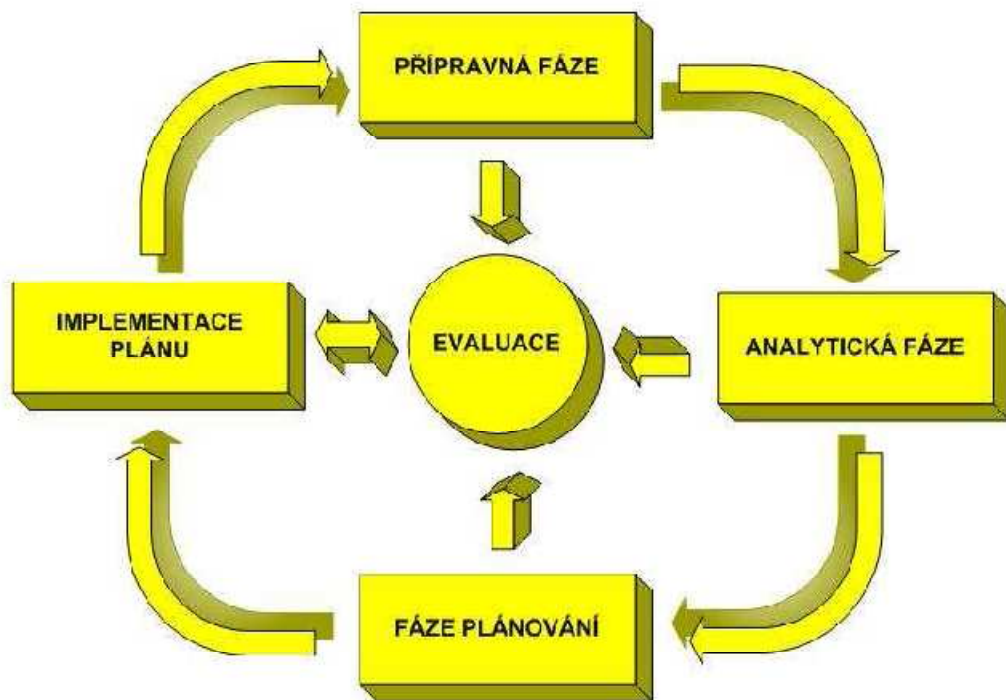 PŘÍPRAVNÁ FÁZE
IMPLEMENTACE
PLÁNU
EVALUACE
ANALYTICKÁ FÁZE
FÁZE PLÁNOVÁNÍ